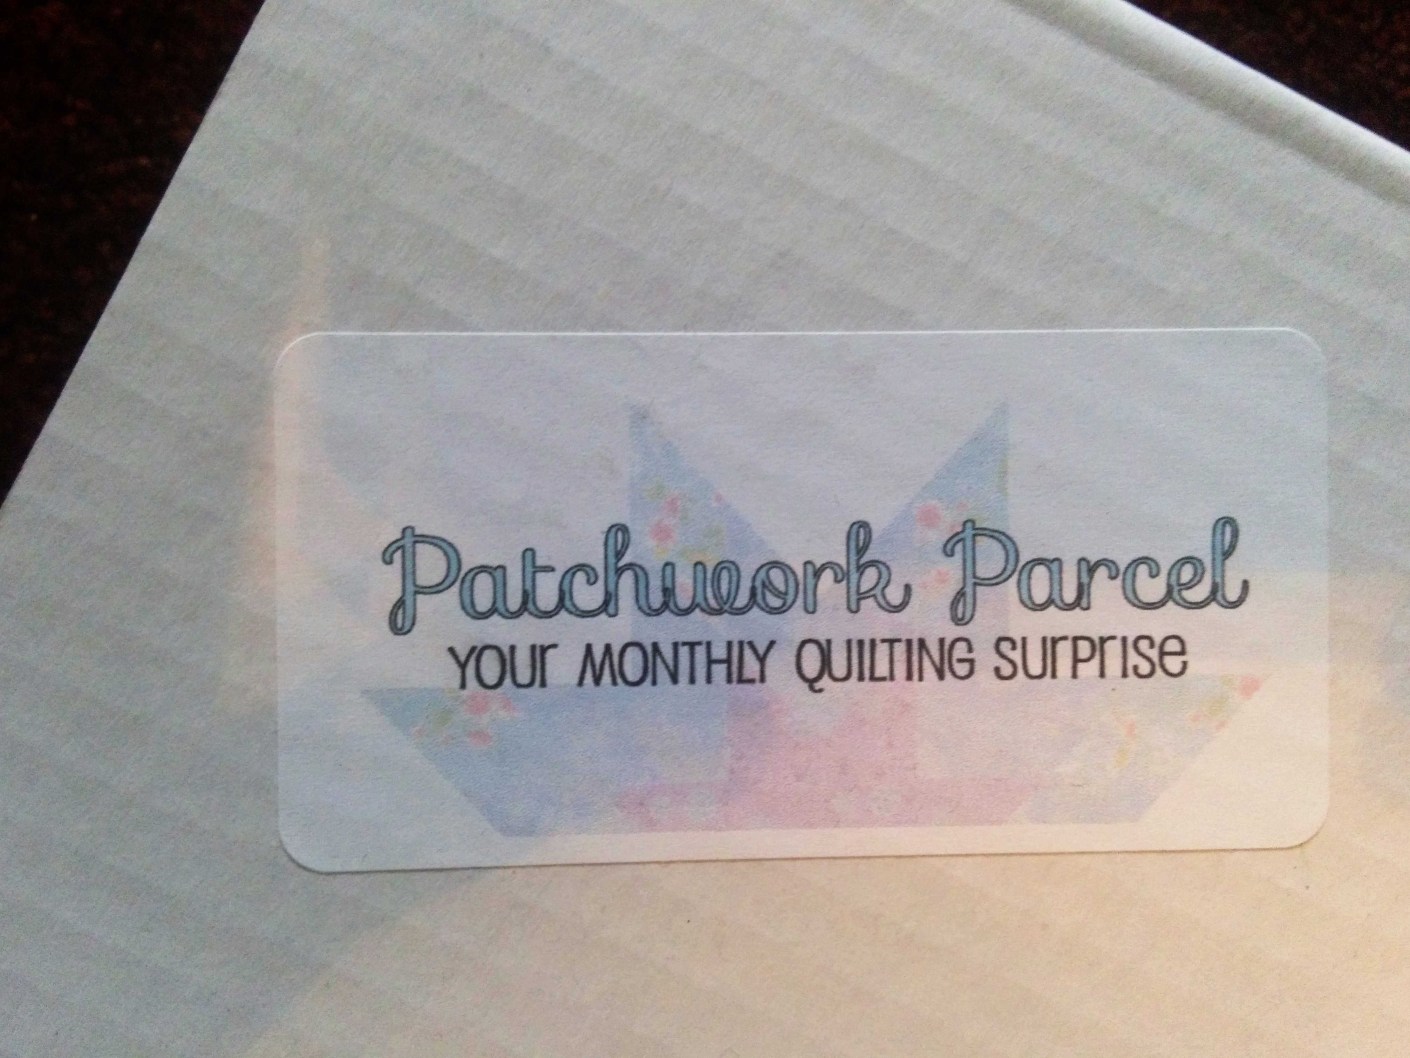 Patchwork Parcel
YOUR MONTHLY QUILTING SURPRISE